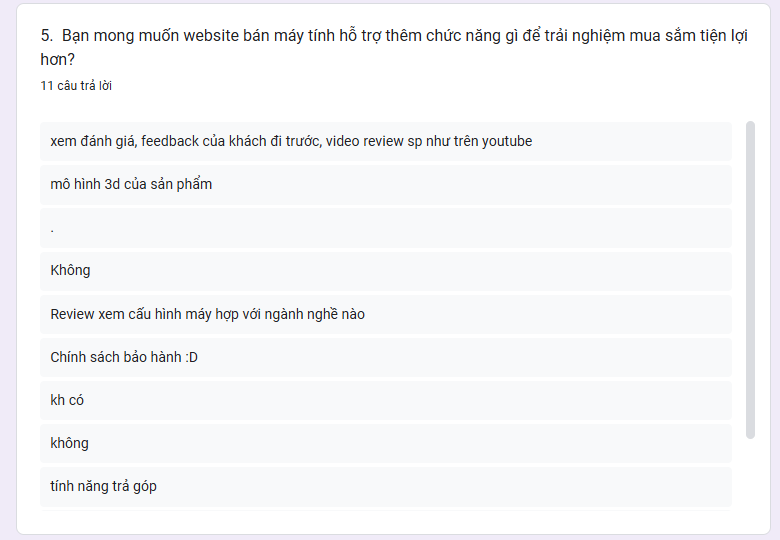 5. Bạn mong muốn website bán máy tính hỗ trợ thêm chức năng gì để trải nghiệm mua sắm tiện lợi
hơn?
11 câu trả lời
xem đánh giá, feedback của khách đi trước, video review sp như trên youtube
mô hình 3d của sản phẩm
.
Không
Review xem cấu hình máy hợp với ngành nghề nào
Chính sách bảo hành :D
kh có
không
tính năng trả góp